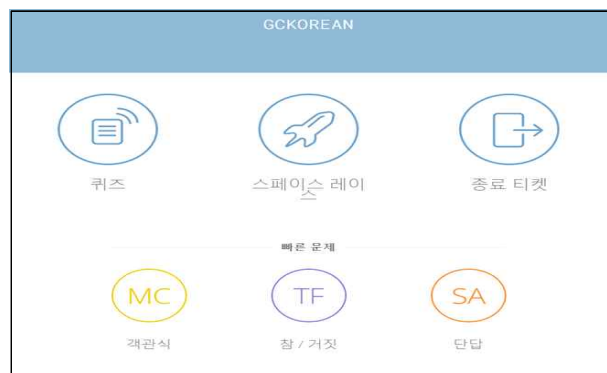 GCKOREAN
퀴즈
스페이스 레이
스
종료 티켓
빠른 문제
MC
TF
SA
객관식
참 / 거짓
단답